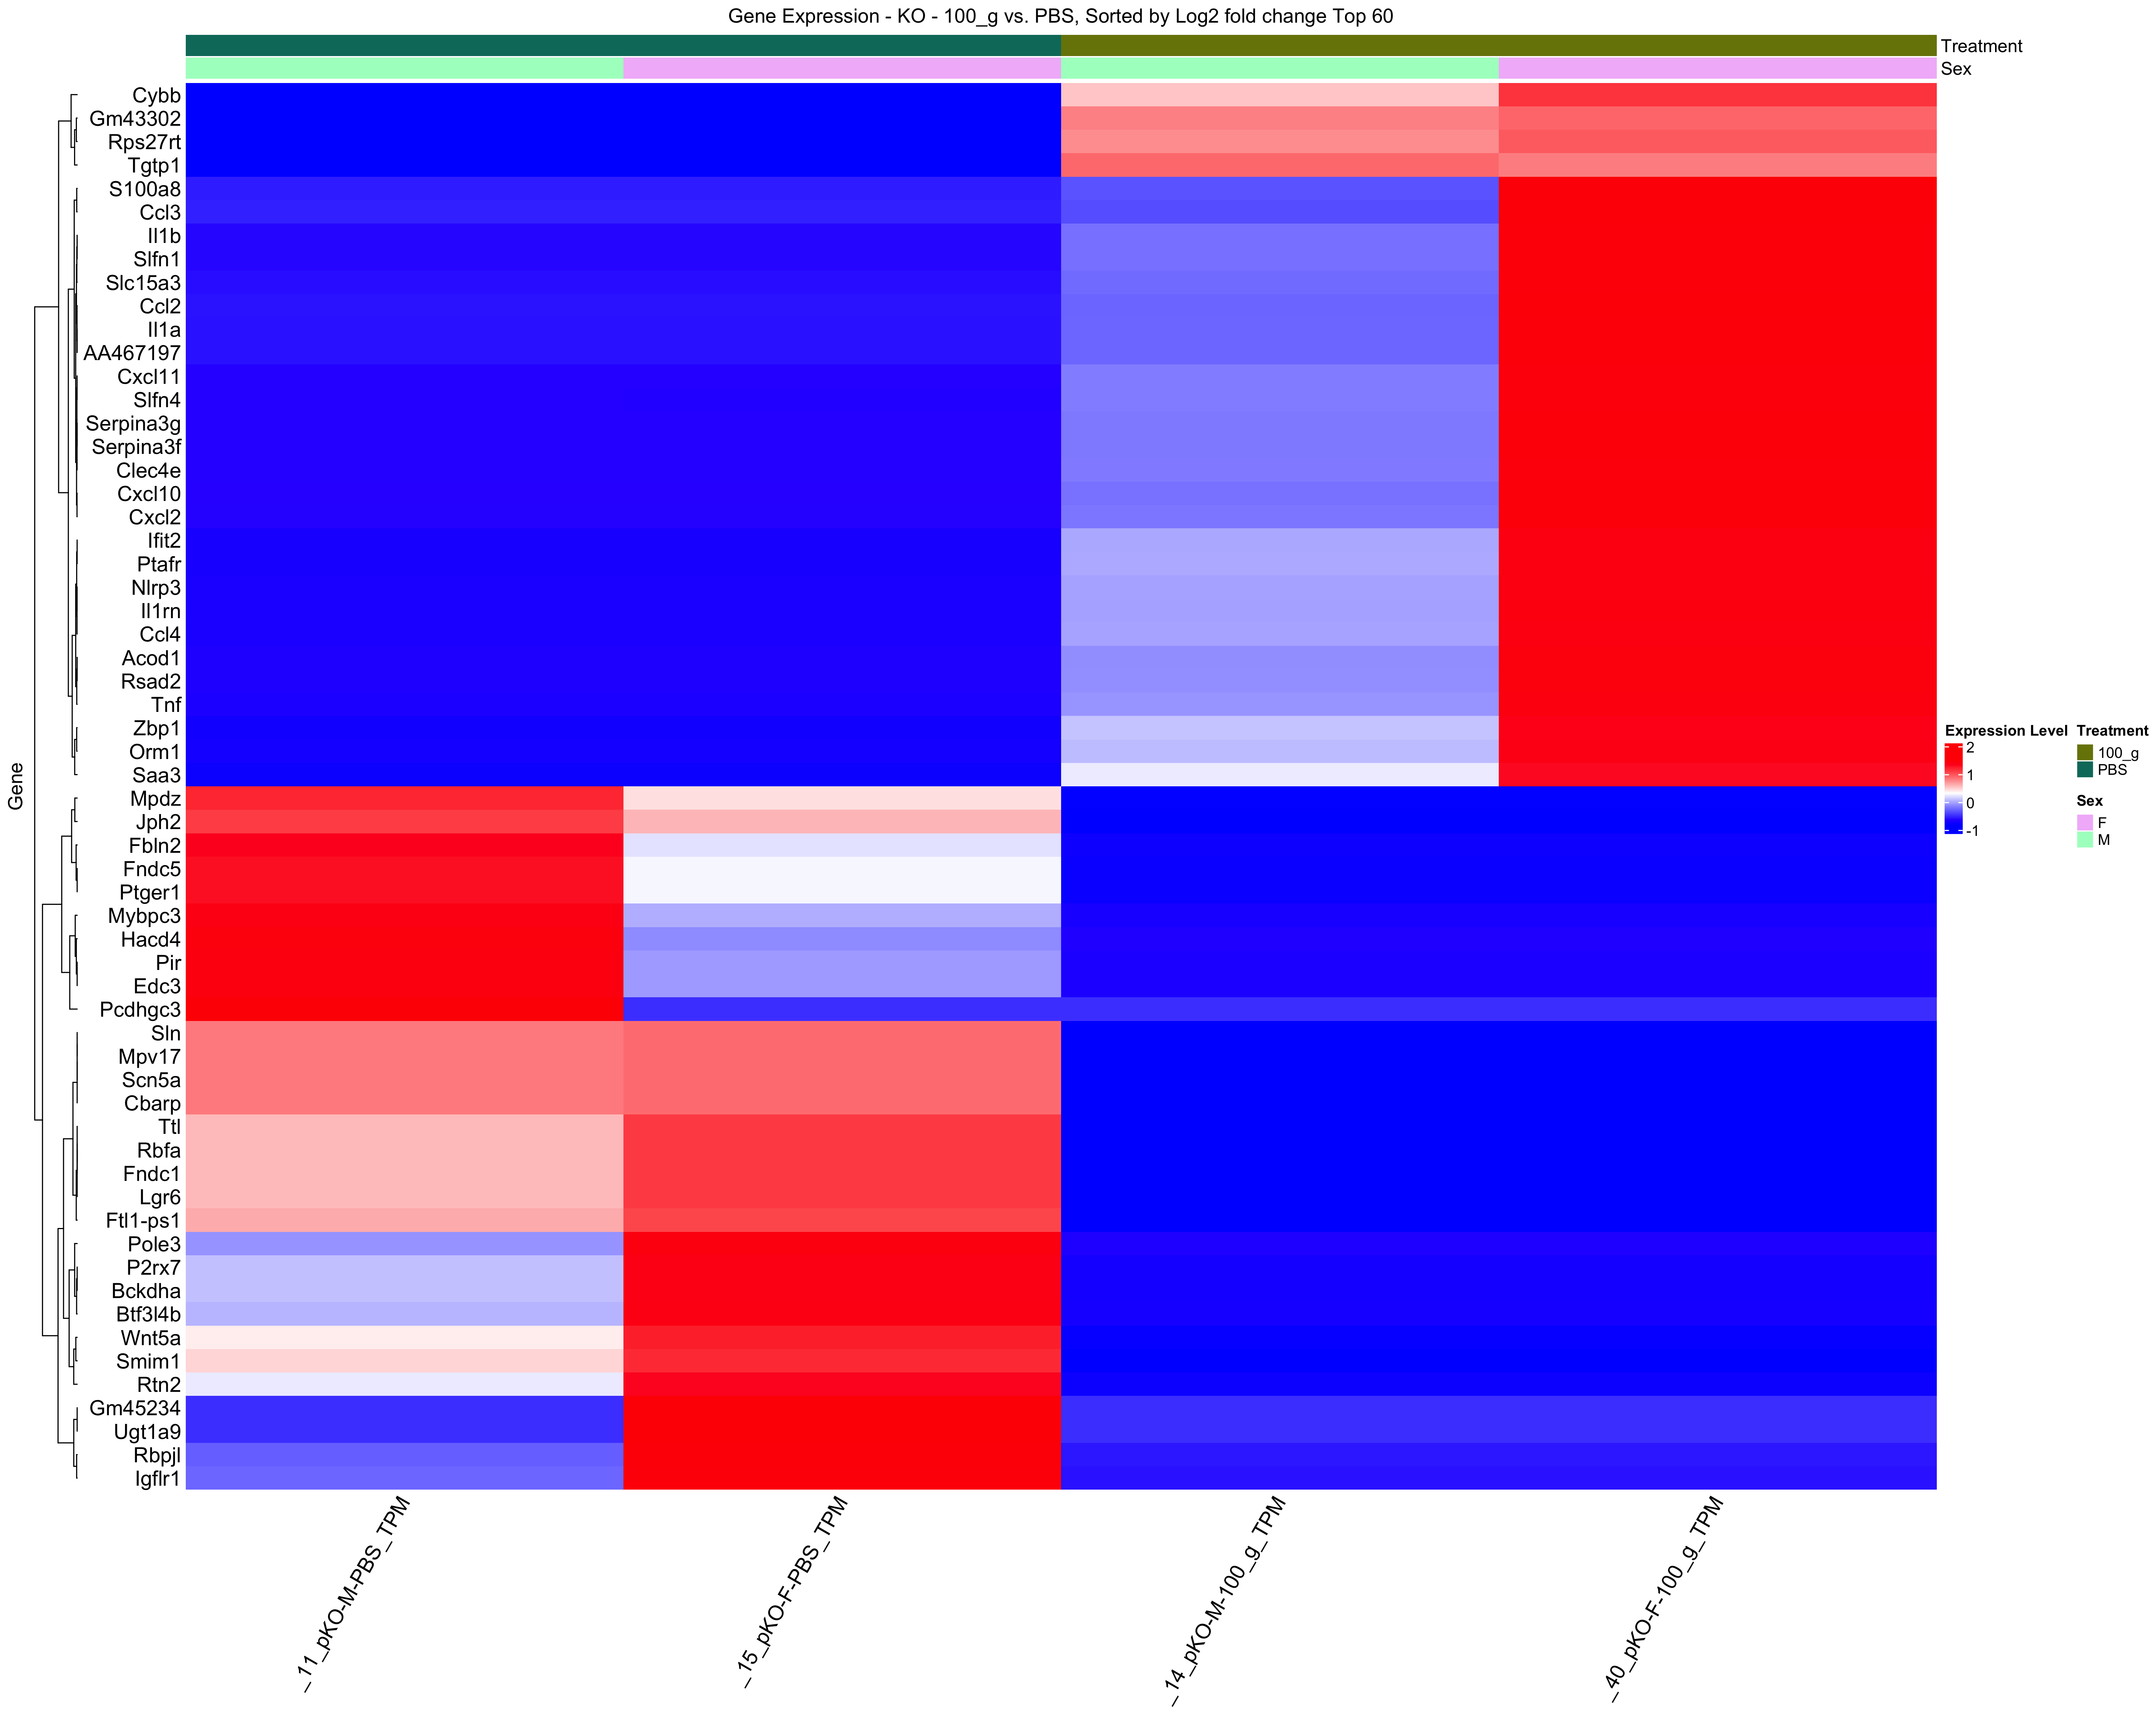 Gene Expression - KO - 100_g vs. PBS, Sorted by Log2 fold change Top 60
Treatment
Sex
Cybb
Gm43302
Rps27rt
Tgtp1
S100a8
Ccl3
Il1b
Slfn1
Slc15a3
Ccl2
Il1a
AA467197
Cxcl11
Slfn4
Serpina3g
Serpina3f
Clec4e
Cxcl10
Cxcl2
Ifit2
Ptafr
Nlrp3
Il1rn
Ccl4
Acod1
Rsad2
Tnf
Zbp1
Orm1
Saa3
Mpdz
Jph2
Fbln2
Fndc5
Ptger1
Mybpc3
Hacd4
Pir
Edc3
Pcdhgc3
Sln
Mpv17
Scn5a
Cbarp
Ttl
Rbfa
Fndc1
Lgr6
Ftl1-ps1
Pole3
P2rx7
Bckdha
Btf3l4b
Wnt5a
Smim1
Rtn2
Gm45234
Ugt1a9
Rbpjl
Igflr1
Gene
_11_pKO-M-PBS_TPM
_15_pKO-F-PBS_TPM
_14_pKO-M-100_g_TPM
_40_pKO-F-100_g_TPM
Expression Level
2
1
0
-1
Treatment
100_g
PBS
Sex
F
M